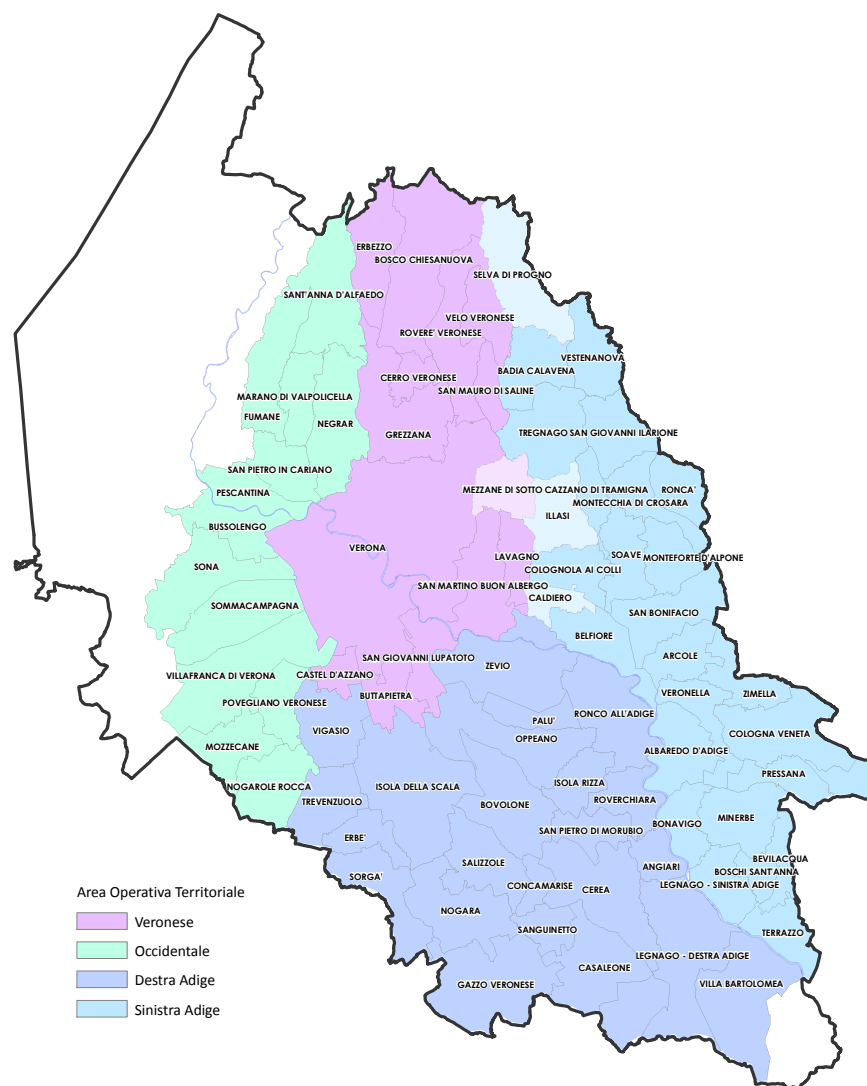 ERBEZZO
BOSCO CHIESANUOVA
SELVA DI PROGNO
SANT'ANNA D'ALFAEDO
VELO VERONESE
ROVERE' VERONESE
VESTENANOVA
BADIA CALAVENA
CERRO VERONESE
SAN MAURO DI SALINE
MARANO DI VALPOLICELLA
FUMANE
NEGRAR
GREZZANA
TREGNAGO SAN GIOVANNI ILARIONE
SAN PIETRO IN CARIANO
PESCANTINA
MEZZANE DI SOTTO CAZZANO DI TRAMIGNA RONCA'
MONTECCHIA DI CROSARA
ILLASI
BUSSOLENGO
VERONA
LAVAGNO
SOAVE MONTEFORTE D'ALPONE
SONA
COLOGNOLA AI COLLI
SAN MARTINO BUON ALBERGO
CALDIERO
SOMMACAMPAGNA
SAN BONIFACIO
BELFIORE
SAN GIOVANNI LUPATOTO
ZEVIO
ARCOLE
VILLAFRANCA DI VERONA
CASTEL D'AZZANO
BUTTAPIETRA
VERONELLA
ZIMELLA
POVEGLIANO VERONESE
VIGASIO
PALU'
RONCO ALL'ADIGE
OPPEANO
COLOGNA VENETA
MOZZECANE
ALBAREDO D'ADIGE
PRESSANA
NOGAROLE ROCCA
ISOLA DELLA SCALA
ISOLA RIZZA
TREVENZUOLO
BOVOLONE
ROVERCHIARA
MINERBE
ERBE'
SAN PIETRO DI MORUBIO
BONAVIGO
SORGA'
SALIZZOLE
ANGIARI
BEVILACQUA
BOSCHI SANT'ANNA
CONCAMARISE
CEREA
LEGNAGO - SINISTRA ADIGE
NOGARA
SANGUINETTO
TERRAZZO
LEGNAGO - DESTRA ADIGE
CASALEONE
GAZZO VERONESE
VILLA BARTOLOMEA
Area Operativa Territoriale
Veronese
Occidentale
Destra Adige
Sinistra Adige